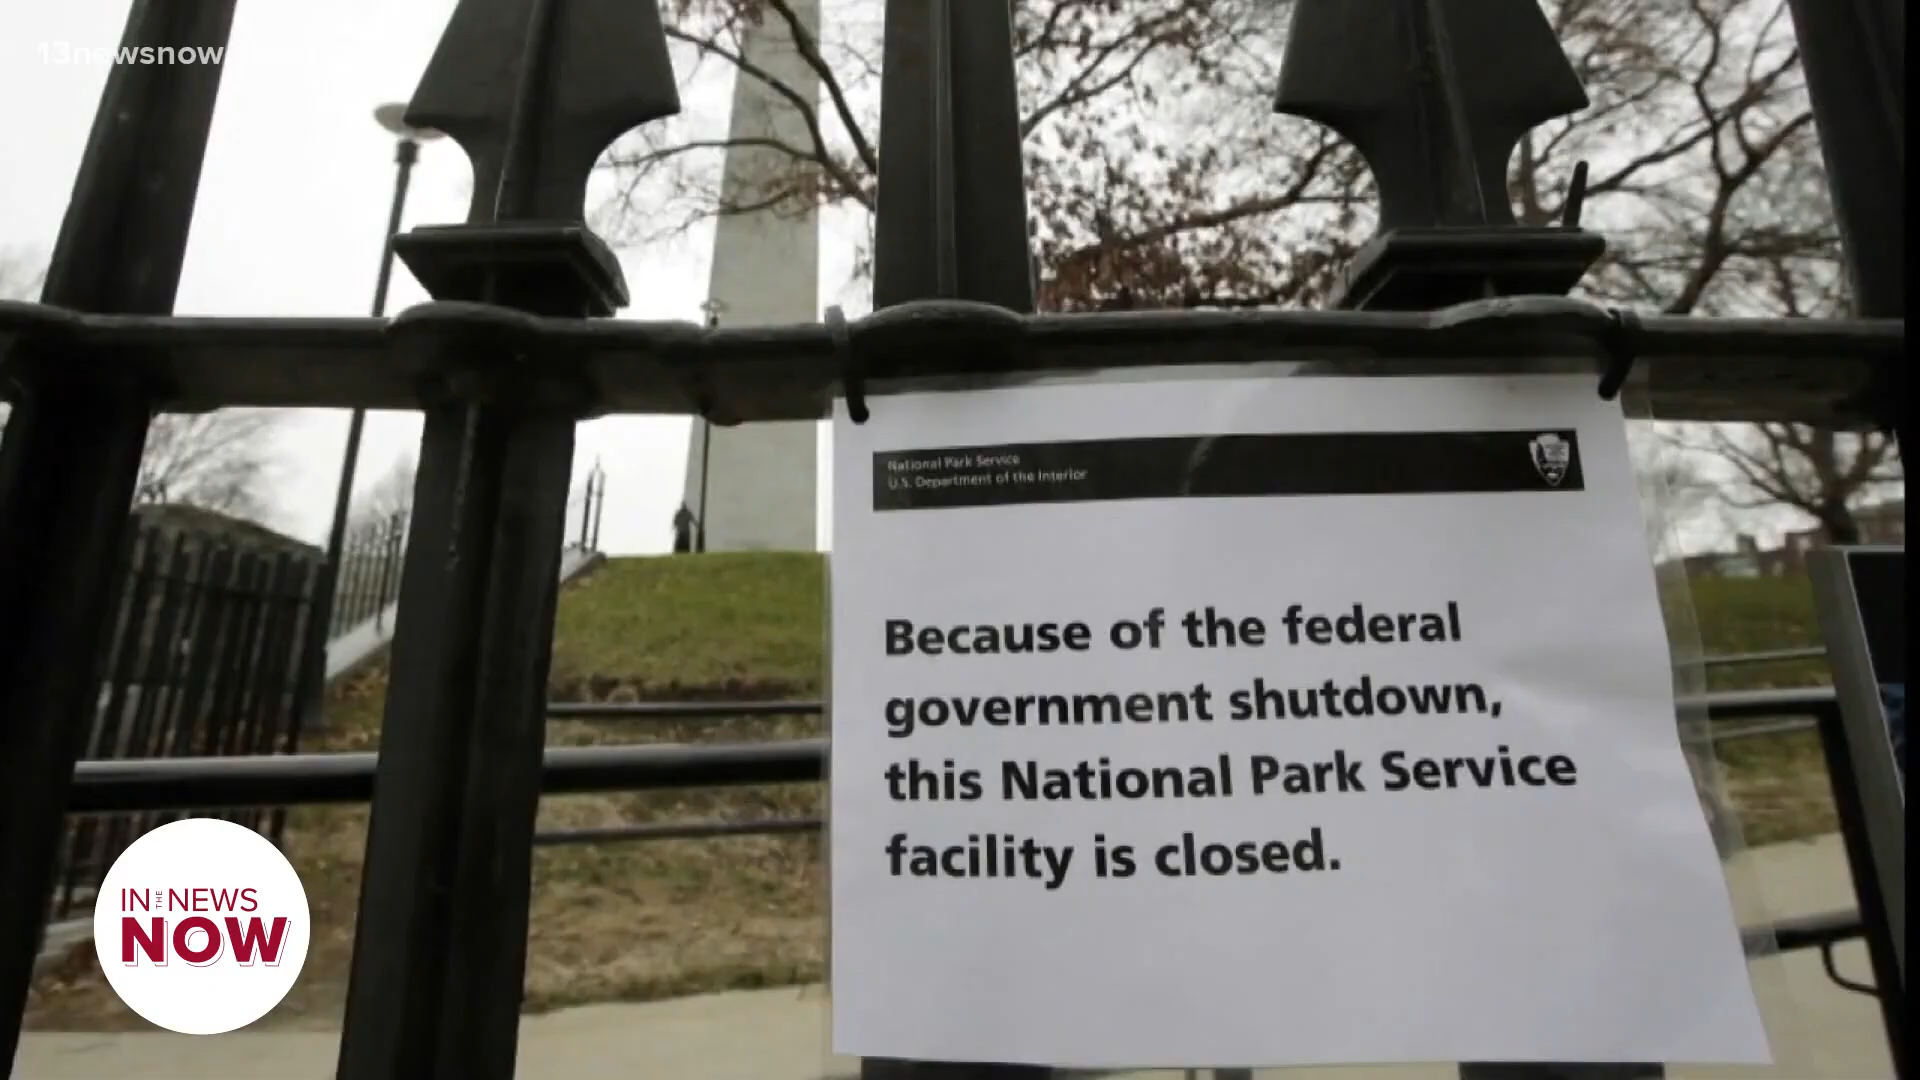 13newsnow
National Park Service
U.S. Department of the Interior
Because of the federal
government shutdown,
this National Park Service
facility is closed.
IN THE NEWS
NOW